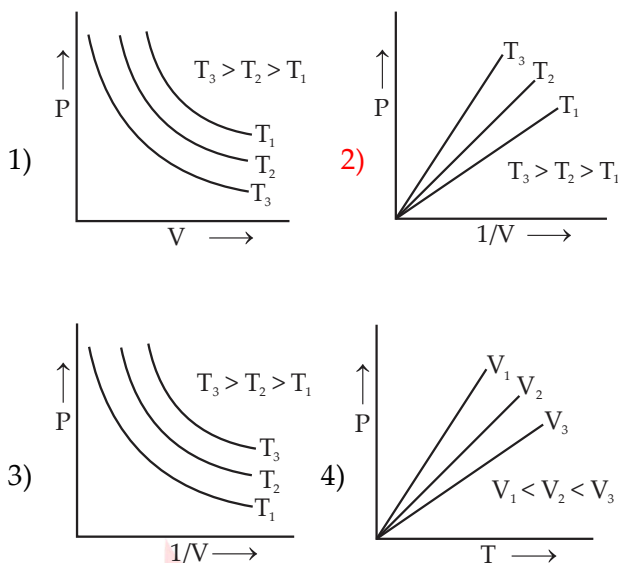 1)
P
T₃ > T₂ > T₁
T₁
T₂
T₃
V
2)
P
T₃
T₂
T₁
T₃ > T₂ > T₁
1/V
3)
P
T₃ > T₂ > T₁
T₃
T₂
T₁
1/V
4)
P
V₁
V₂
V₃
V₁ < V₂ < V₃
T